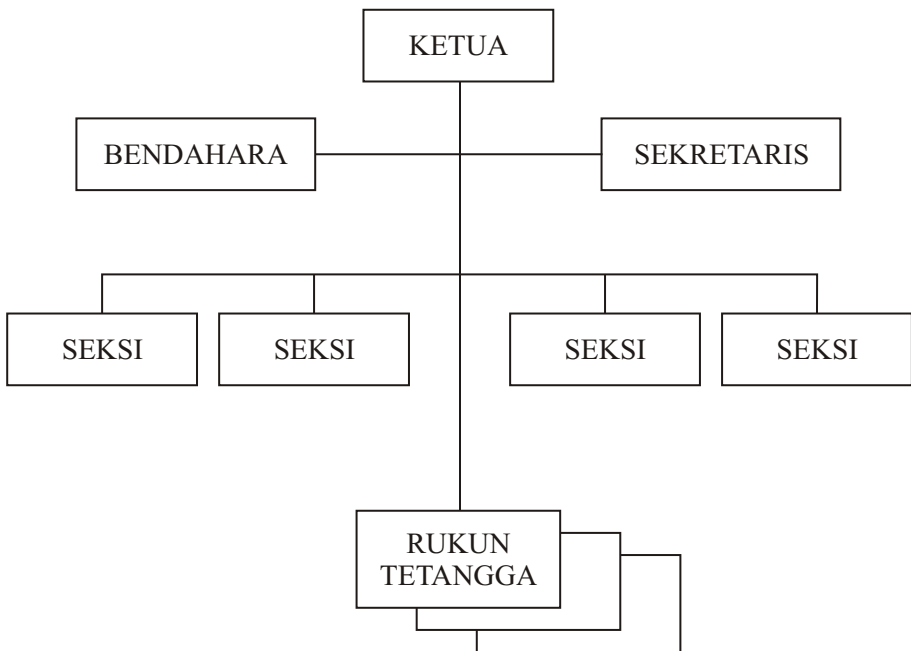 KETUA
BENDAHARA
SEKRETARIS
SEKSI
SEKSI
SEKSI
SEKSI
RUKUN
TETANGGA